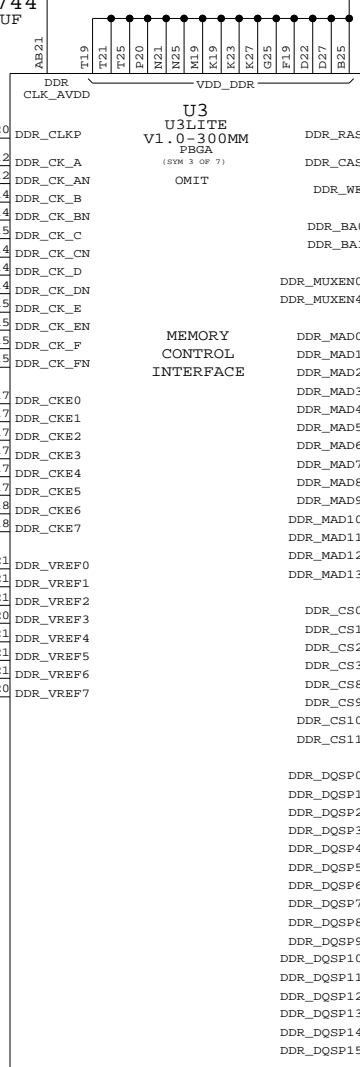 744
UF
AB21
T19
T21
T25
P20
N21
N25
M19
K19
K23
K27
G25
F19
D22
D27
B25
DDR
CLK_AVDD
VDD_DDR
U3
U3LITE
V1.0-300MM
PBGA
(SYM 3 OF 7)
OMIT
MEMORY
CONTROL
INTERFACE
DDR_CLKP
DDR_CK_A
DDR_CK_AN
DDR_CK_B
DDR_CK_BN
DDR_CK_C
DDR_CK_CN
DDR_CK_D
DDR_CK_DN
DDR_CK_E
DDR_CK_EN
DDR_CK_F
DDR_CK_FN
DDR_CKE0
DDR_CKE1
DDR_CKE2
DDR_CKE3
DDR_CKE4
DDR_CKE5
DDR_CKE6
DDR_CKE7
DDR_VREF0
DDR_VREF1
DDR_VREF2
DDR_VREF3
DDR_VREF4
DDR_VREF5
DDR_VREF6
DDR_VREF7
DDR_RAS
DDR_CAS
DDR_WE
DDR_BA0
DDR_BA1
DDR_MUXEN0
DDR_MUXEN4
DDR_MAD0
DDR_MAD1
DDR_MAD2
DDR_MAD3
DDR_MAD4
DDR_MAD5
DDR_MAD6
DDR_MAD7
DDR_MAD8
DDR_MAD9
DDR_MAD10
DDR_MAD11
DDR_MAD12
DDR_MAD13
DDR_CS0
DDR_CS1
DDR_CS2
DDR_CS3
DDR_CS8
DDR_CS9
DDR_CS10
DDR_CS11
DDR_DQSP0
DDR_DQSP1
DDR_DQSP2
DDR_DQSP3
DDR_DQSP4
DDR_DQSP5
DDR_DQSP6
DDR_DQSP7
DDR_DQSP8
DDR_DQSP9
DDR_DQSP10
DDR_DQSP11
DDR_DQSP12
DDR_DQSP13
DDR_DQSP14
DDR_DQSP15